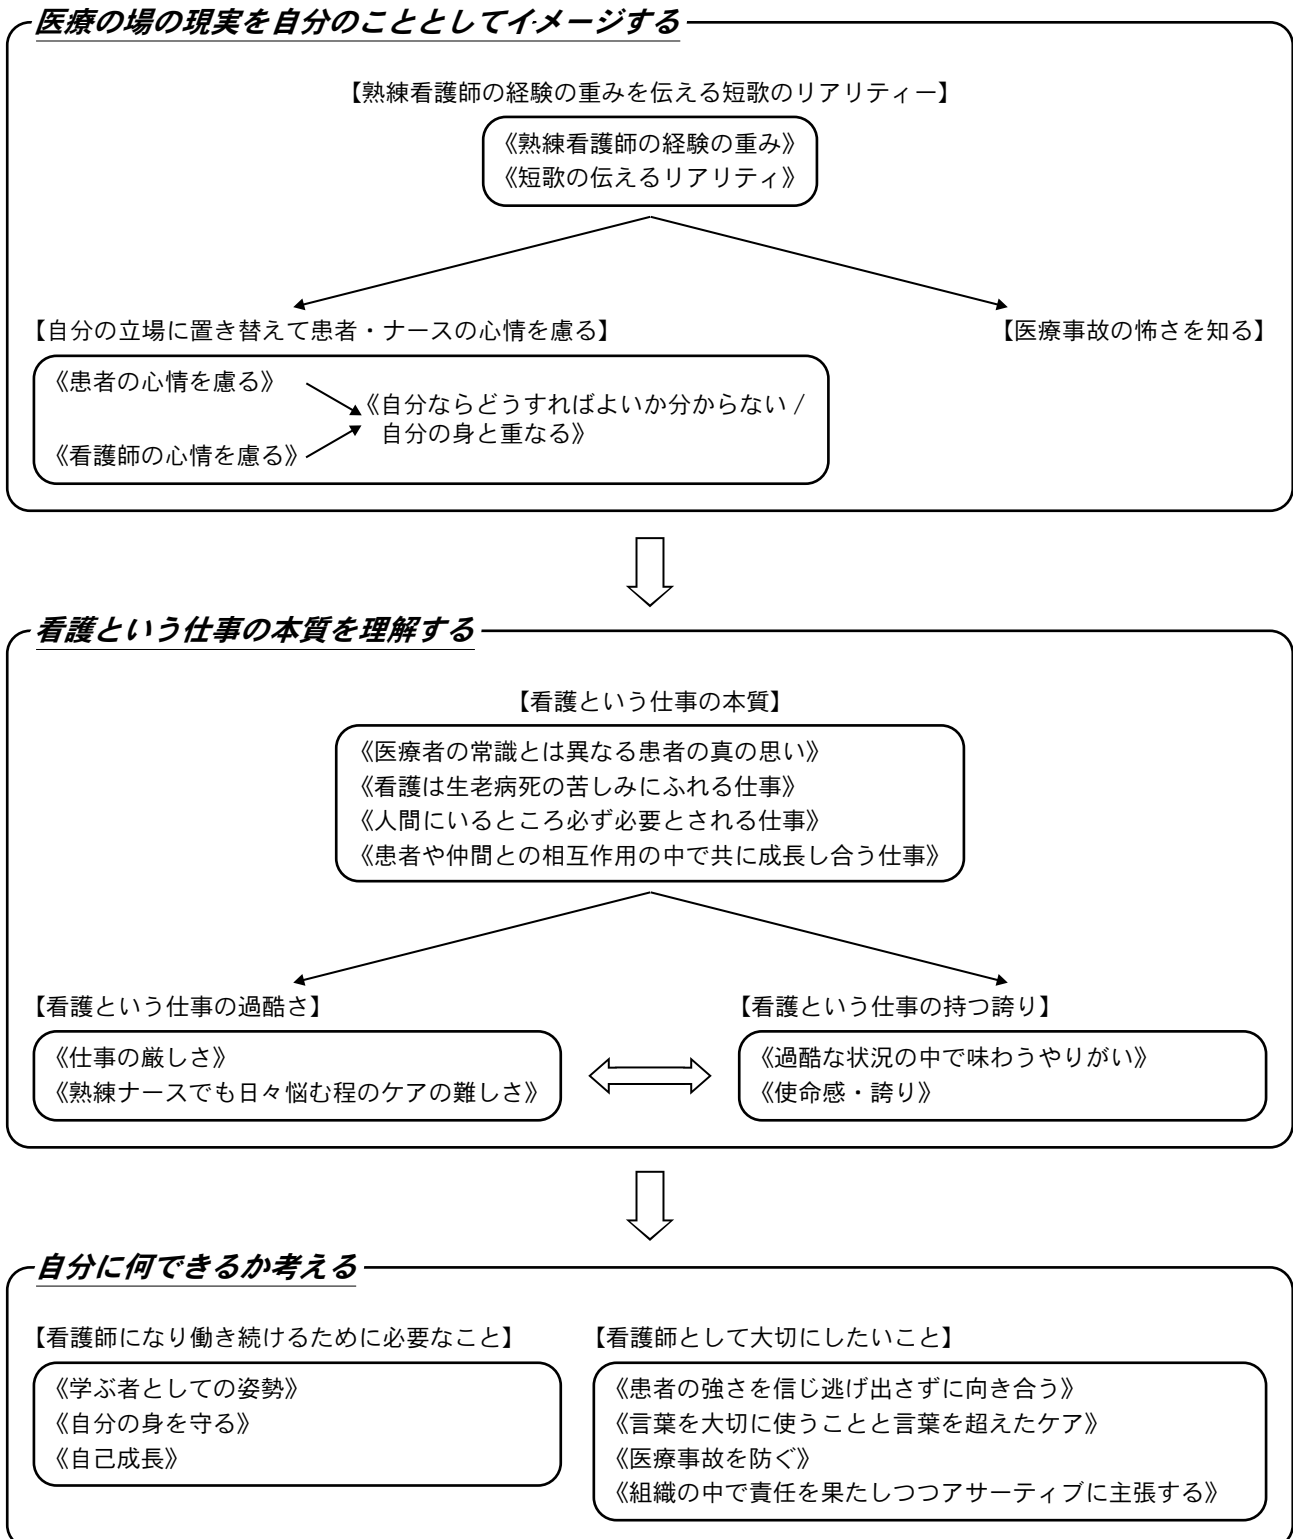 医療の場の現実を自分のこととしてイメージする
【熟練看護師の経験の重みを伝える短歌のリアリティー】
《熟練看護師の経験の重み》
《短歌の伝えるリアリティ》
【自分の立場に置き替えて患者・ナースの心情を慮る】
【医療事故の怖さを知る】
《患者の心情を慮る》
《自分ならどうすればよいか分からない /
自分の身と重なる》
《看護師の心情を慮る》
看護という仕事の本質を理解する
【看護という仕事の本質】
《医療者の常識とは異なる患者の真の思い》
《看護は生老病死の苦しみにふれる仕事》
《人間にいるところ必ず必要とされる仕事》
《患者や仲間との相互作用の中で共に成長し合う仕事》
【看護という仕事の過酷さ】
【看護という仕事の持つ誇り】
《仕事の厳しさ》
《熟練ナースでも日々悩む程のケアの難しさ》
《過酷な状況の中で味わうやりがい》
《使命感・誇り》
自分に何できるか考える
【看護師になり働き続けるために必要なこと】
【看護師として大切にしたいこと】
《学ぶ者としての姿勢》
《自分の身を守る》
《自己成長》
《患者の強さを信じ逃げ出さずに向き合う》
《言葉を大切に使うことと言葉を超えたケア》
《医療事故を防ぐ》
《組織の中で責任を果たしつつアサーティブに主張する》